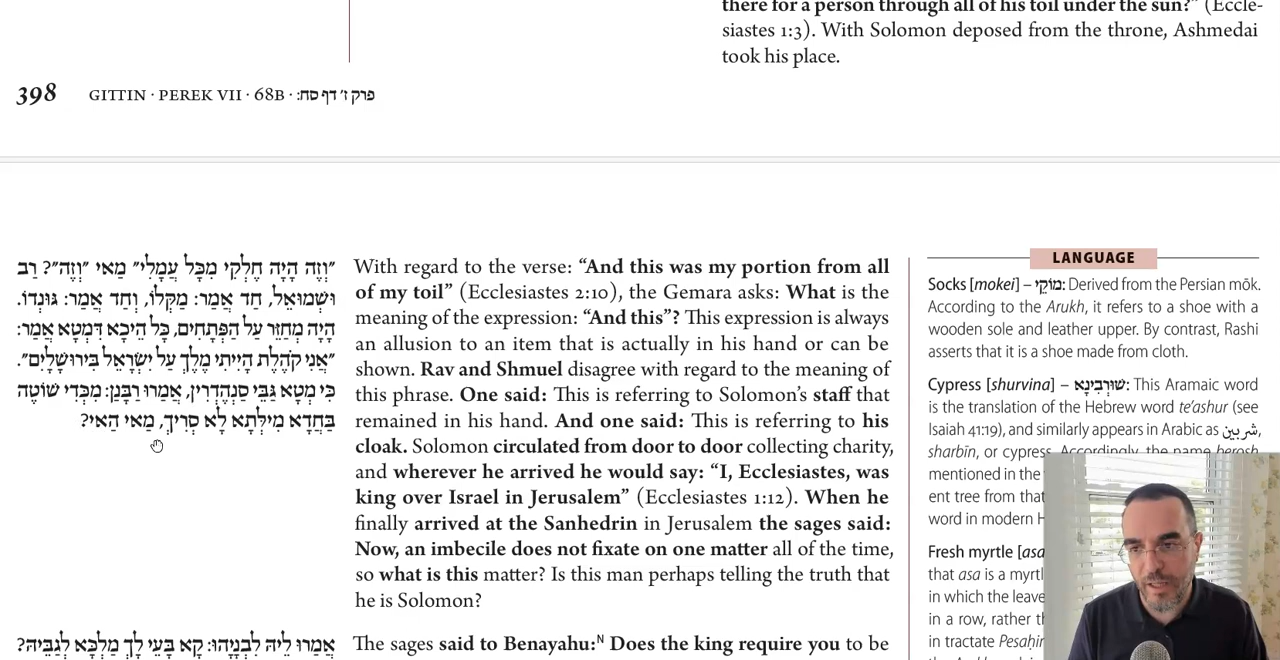 there for a person through all of his toil under the sun?” (Eccle-
siastes 1:3). With Solomon deposed from the throne, Ashmedai
took his place.
398 GITTIN · PEREK VII · 68B · פרק ז׳ דף סח:
״וְזֶה הָיָה חֶלְקִי מִכׇּל עֲמָלִי״ מַאי ״וְזֶה״? רַב
וּשְׁמוּאֵל, חַד אָמַר: מַקְלוֹ, וְחַד אָמַר: גּוּנְדּוֹ.
הָיָה מְחַזֵּר עַל הַפְּתָחִים, כׇּל הֵיכָא דִּמְטָא אֲמַר:
״אֲנִי קֹהֶלֶת הָיִיתִי מֶלֶךְ עַל יִשְׂרָאֵל בִּירוּשָׁלָיִם״.
כִּי מְטָא גַּבֵּי סַנְהֶדְרִין, אֲמַרוּ רַבָּנַן: מִכְּדֵי שׁוֹטֶה
בַּחֲדָא מִילְּתָא לָא סְרִיךְ, מַאי הַאי?
אֲמַרוּ לֵיהּ לִבְנָיָהוּ: קָא בָּעֵי לָךְ מַלְכָּא לְגַבֵּיהּ?
With regard to the verse: “And this was my portion from all
of my toil” (Ecclesiastes 2:10), the Gemara asks: What is the
meaning of the expression: “And this”? This expression is always
an allusion to an item that is actually in his hand or can be
shown. Rav and Shmuel disagree with regard to the meaning of
this phrase. One said: This is referring to Solomon’s staff that
remained in his hand. And one said: This is referring to his
cloak. Solomon circulated from door to door collecting charity,
and wherever he arrived he would say: “I, Ecclesiastes, was
king over Israel in Jerusalem” (Ecclesiastes 1:12). When he
finally arrived at the Sanhedrin in Jerusalem the sages said:
Now, an imbecile does not fixate on one matter all of the time,
so what is this matter? Is this man perhaps telling the truth that
he is Solomon?
The sages said to Benayahu:ᴺ Does the king require you to be
LANGUAGE
Socks [mokei] – מוֹקֵי: Derived from the Persian mōk.
According to the Arukh, it refers to a shoe with a
wooden sole and leather upper. By contrast, Rashi
asserts that it is a shoe made from cloth.
Cypress [shurvina] – שׁוּרְבִינָא: This Aramaic word
is the translation of the Hebrew word te’ashur (see
Isaiah 41:19), and similarly appears in Arabic as شربين,
sharbīn, or cypress. Accordingly, the name berosh
mentioned in the
ent tree from that
word in modern H
Fresh myrtle [asa
that asa is a myrtl
in which the leave
in a row, rather th
in tractate Pesaḥin